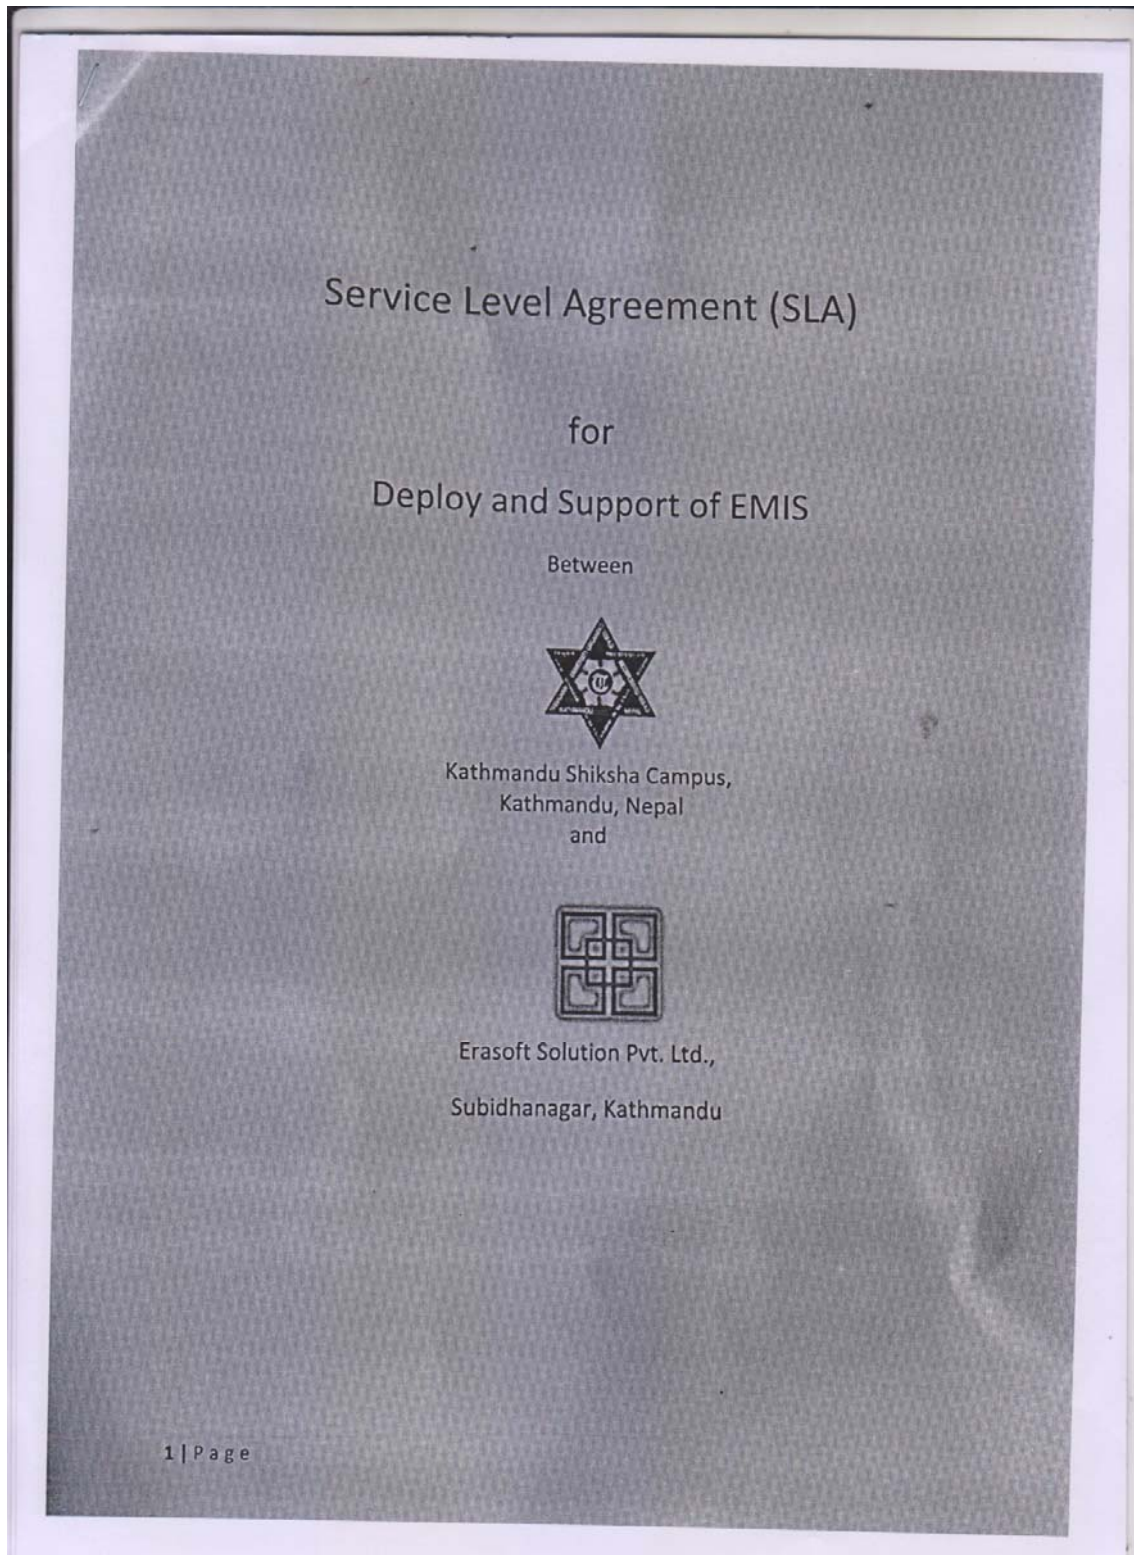 Service Level Agreement (SLA)
for
Deploy and Support of EMIS
Between
Kathmandu Shiksha Campus,
Kathmandu, Nepal
and
Erasoft Solution Pvt. Ltd.,
Subidhanagar, Kathmandu
1 | P a g e